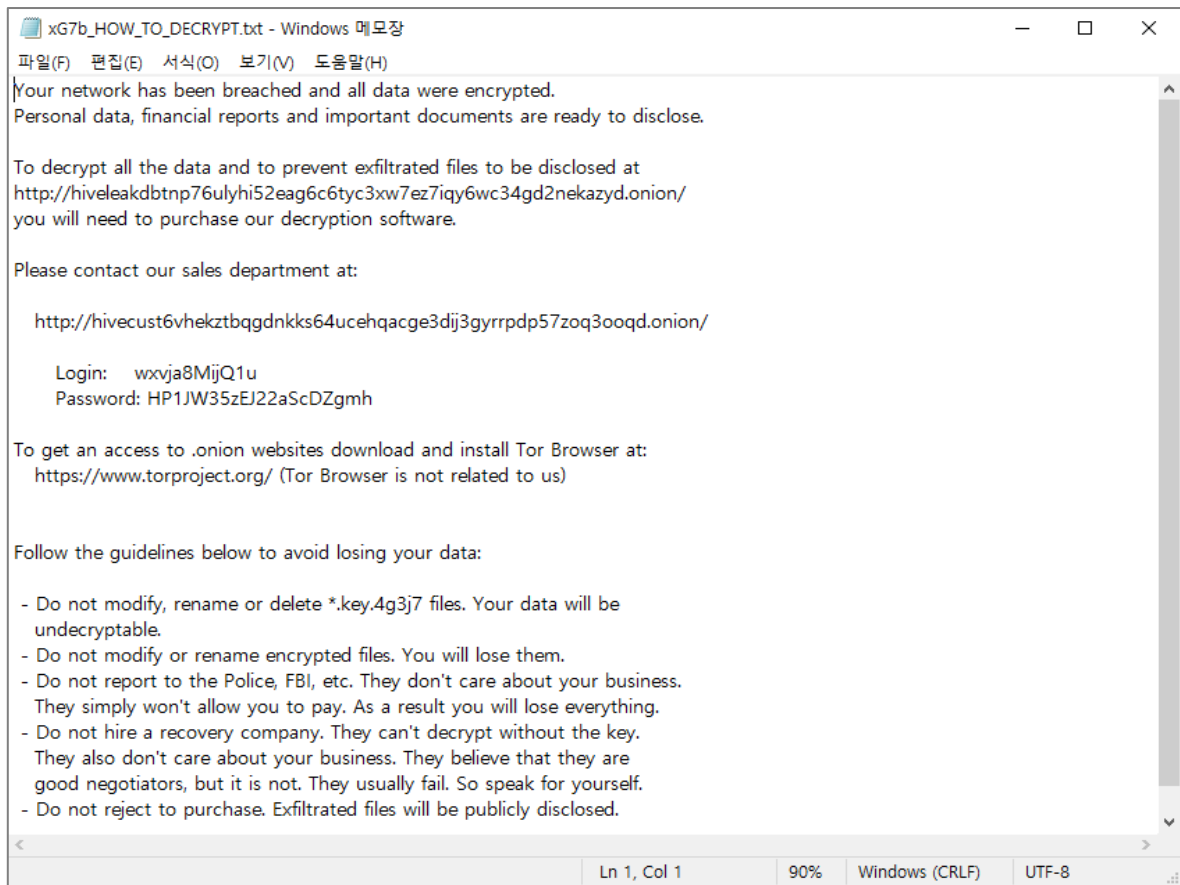 xG7b_HOW_TO_DECRYPT.txt - Windows 메모장
파일(F) 편집(E) 서식(O) 보기(V) 도움말(H)
Your network has been breached and all data were encrypted.
Personal data, financial reports and important documents are ready to disclose.
To decrypt all the data and to prevent exfiltrated files to be disclosed at
http://hiveleakdbtnp76ulyhi52eag6c6tyc3xw7ez7iqy6wc34gd2nekazyd.onion/
you will need to purchase our decryption software.
Please contact our sales department at:
http://hivecust6vhekztbqgdnkks64ucehqacge3dij3gyrrpdp57zoq3ooqd.onion/
Login: wxvja8MijQ1u
Password: HP1JW35zEJ22aScDZgmh
To get an access to .onion websites download and install Tor Browser at:
https://www.torproject.org/ (Tor Browser is not related to us)
Follow the guidelines below to avoid losing your data:
- Do not modify, rename or delete *.key.4g3j7 files. Your data will be
undecryptable.
- Do not modify or rename encrypted files. You will lose them.
- Do not report to the Police, FBI, etc. They don't care about your business.
They simply won't allow you to pay. As a result you will lose everything.
- Do not hire a recovery company. They can't decrypt without the key.
They also don't care about your business. They believe that they are
good negotiators, but it is not. They usually fail. So speak for yourself.
- Do not reject to purchase. Exfiltrated files will be publicly disclosed.
Ln 1, Col 1 90% Windows (CRLF) UTF-8